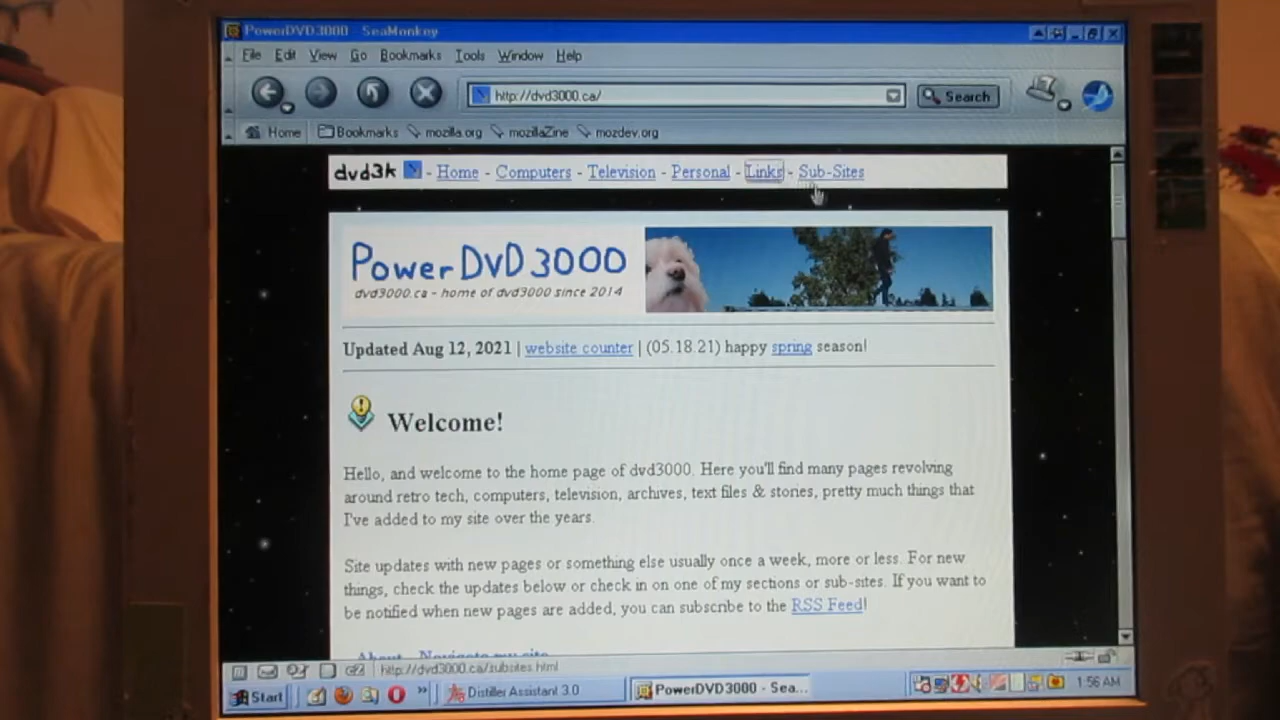 PowerDVD3000 - SeaMonkey
File Edit View Go Bookmarks Tools Window Help
http://dvd3000.ca/ Search
Home Bookmarks mozilla.org mozillaZine mozdev.org
dvd3k - Home - Computers - Television - Personal - Links - Sub-Sites
PowerDVD3000
dvd3000.ca - home of dvd3000 since 2014
Updated Aug 12, 2021 | website counter | (05.18.21) happy spring season!
Welcome!
Hello, and welcome to the home page of dvd3000. Here you'll find many pages revolving
around retro tech, computers, television, archives, text files & stories, pretty much things that
I've added to my site over the years.
Site updates with new pages or something else usually once a week, more or less. For new
things, check the updates below or check in on one of my sections or sub-sites. If you want to
be notified when new pages are added, you can subscribe to the RSS Feed!
About Navigate my site
http://dvd3000.ca/subsites.html
Start Distiller Assistant 3.0 PowerDVD3000 - Sea... 1:56 AM